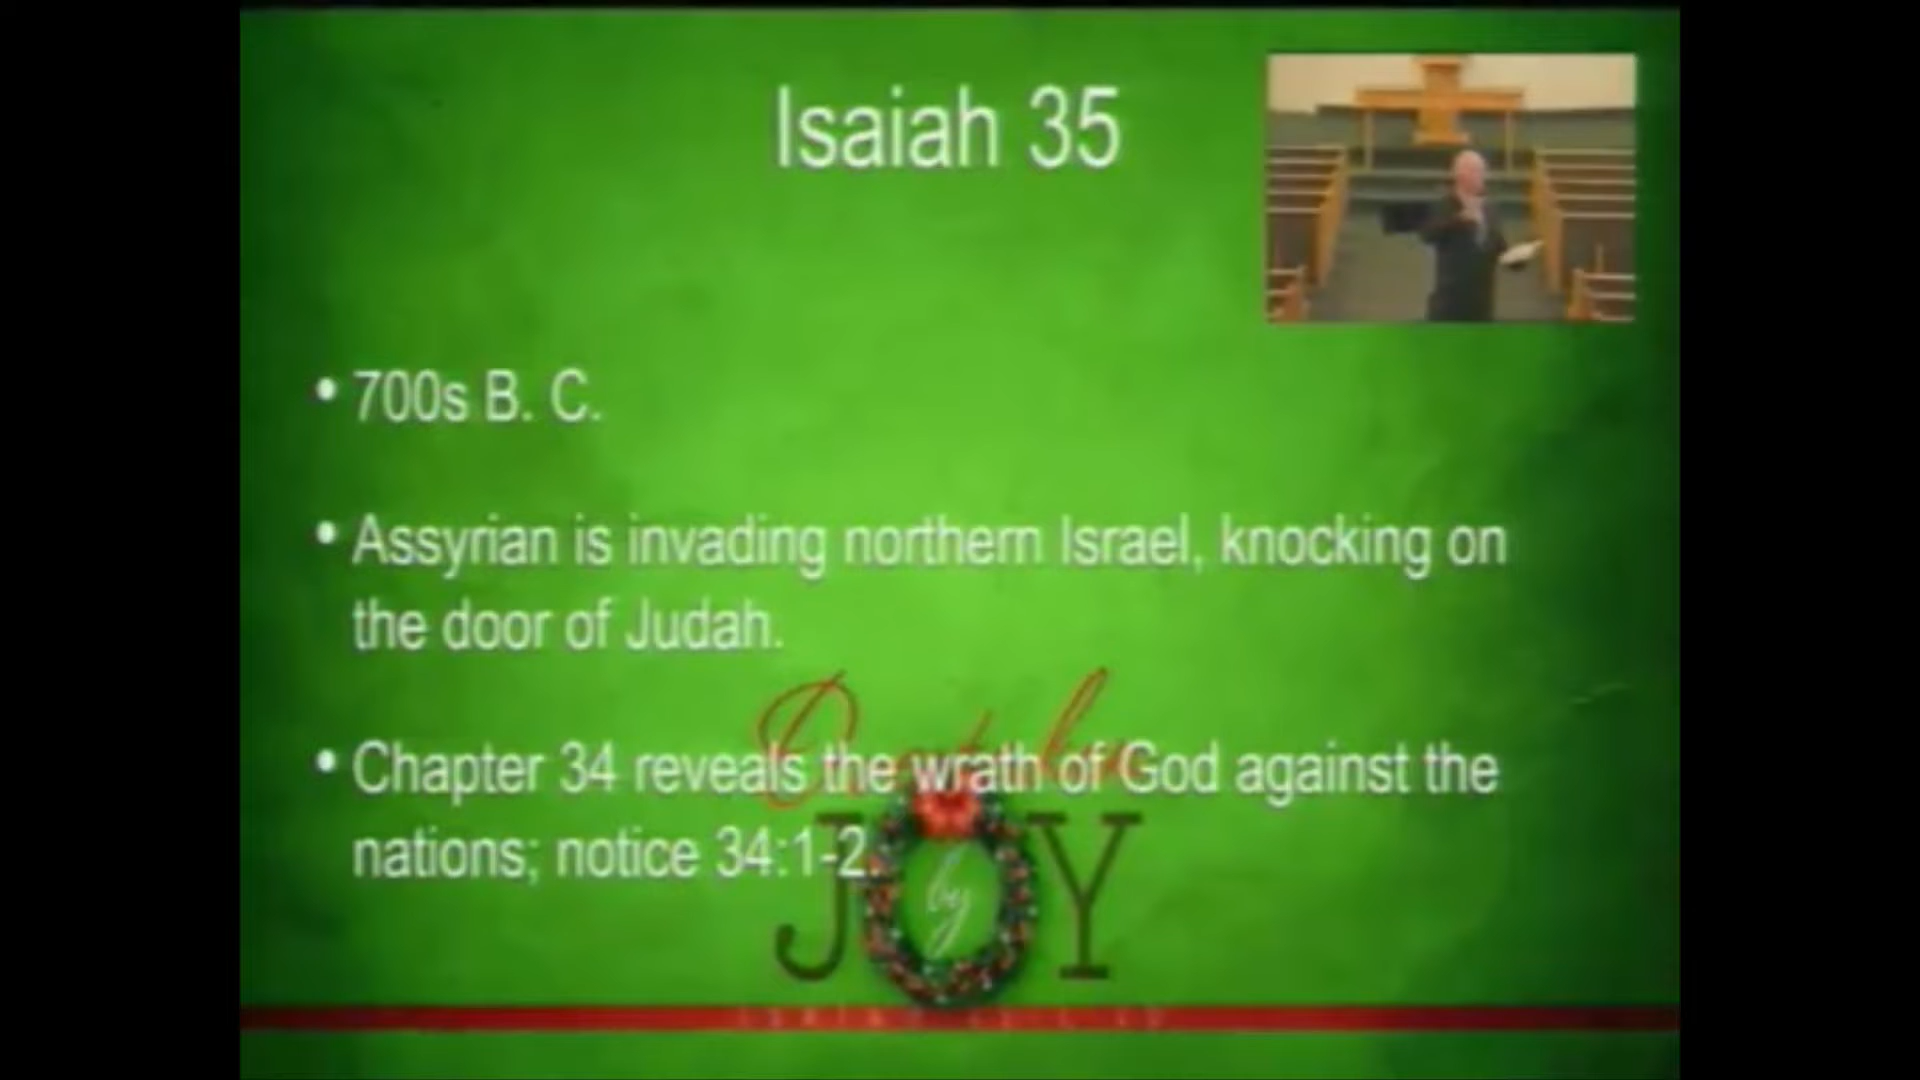 Isaiah 35
• 700s B. C.
• Assyrian is invading northern Israel, knocking on
the door of Judah.
• Chapter 34 reveals the wrath of God against the
nations; notice 34:1-2.
JOY
by